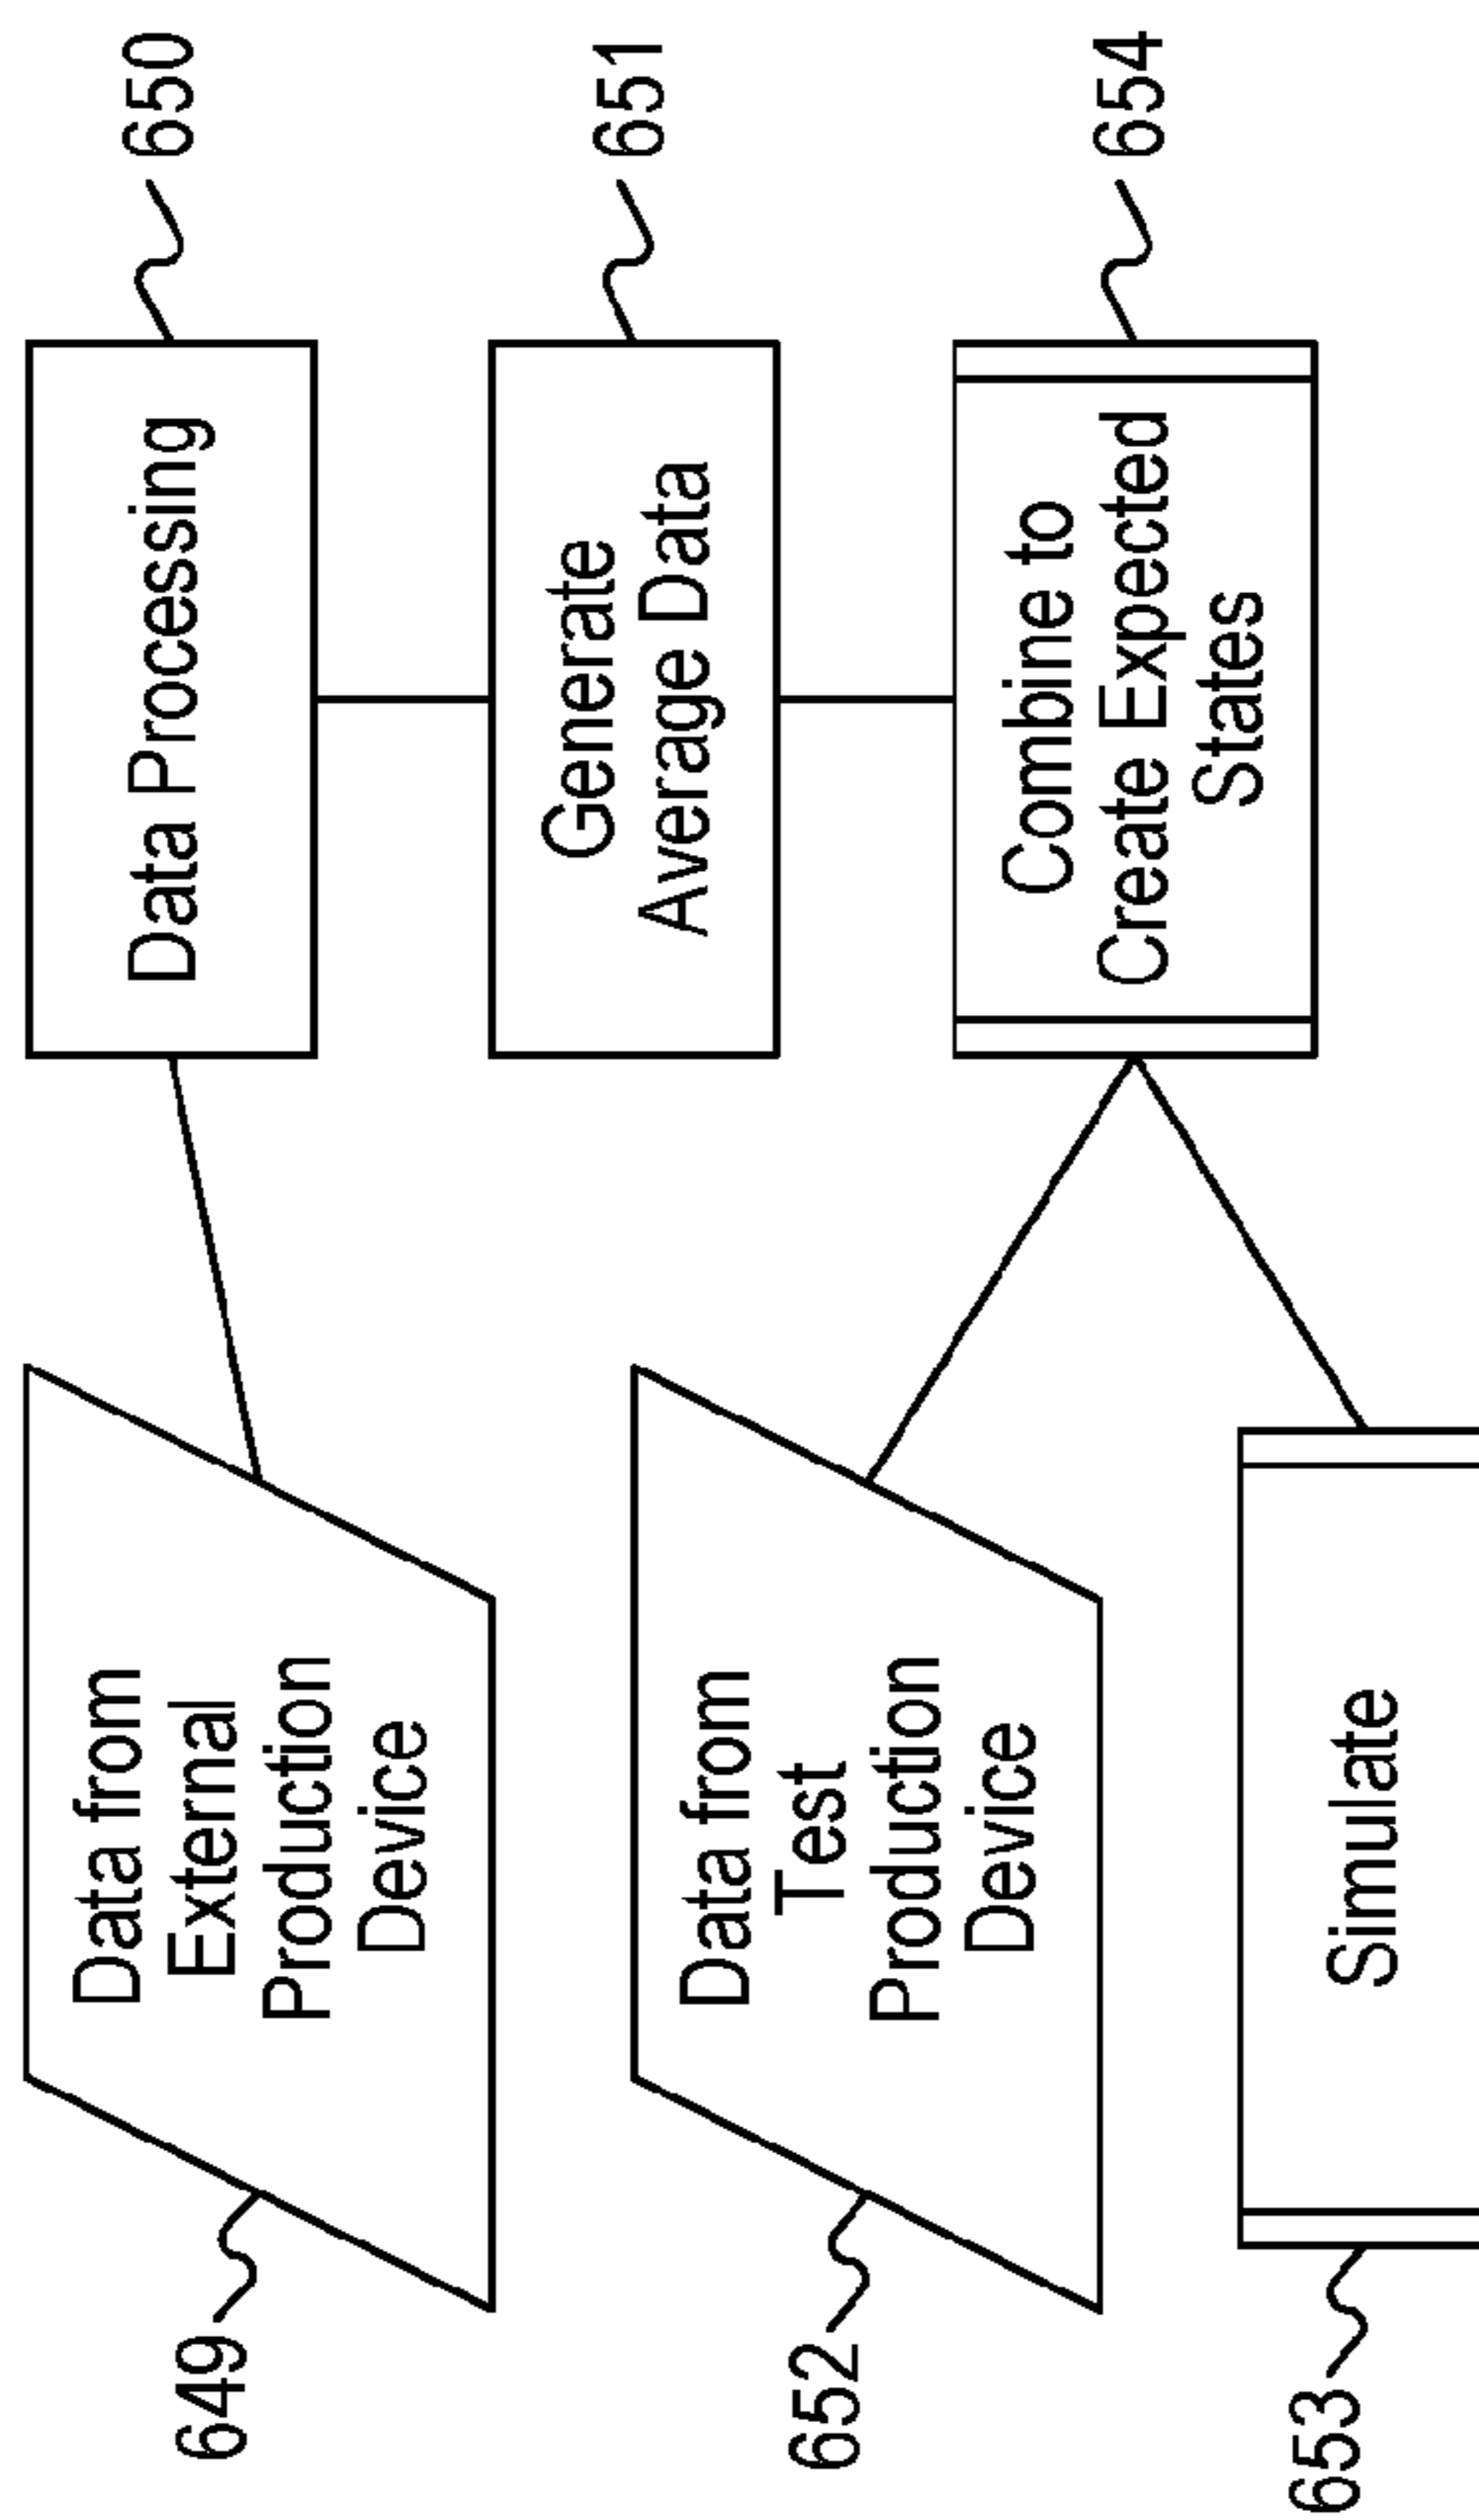 649
Data from
External
Production
Device
Data Processing
650
Generate
Average Data
651
652
Data from
Test
Production
Device
Combine to
Create Expected
States
654
653
Simulate